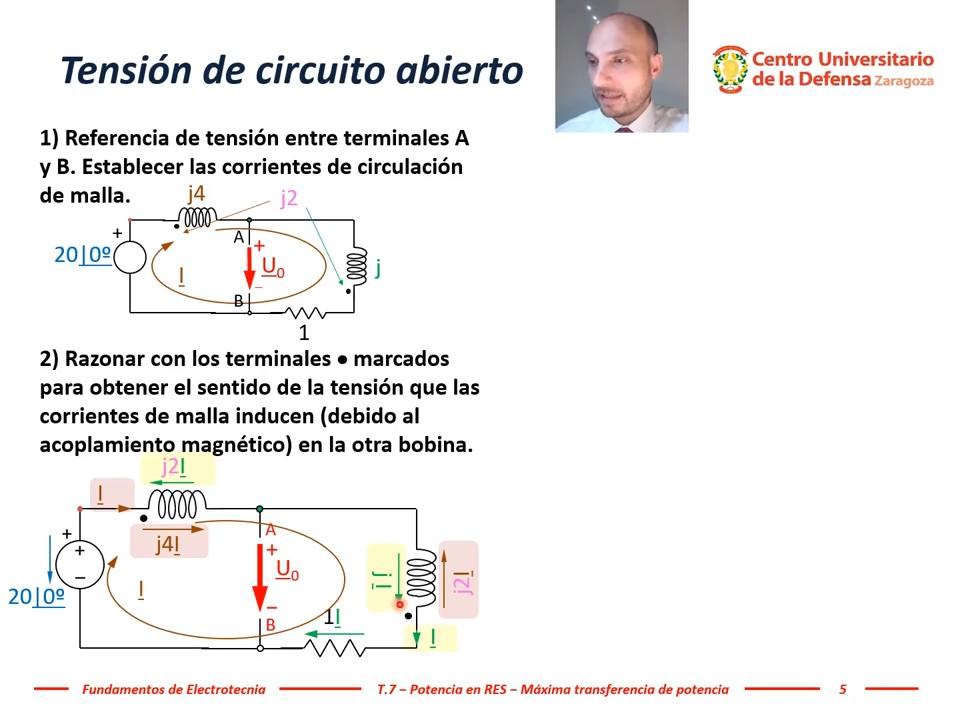 Tensión de circuito abierto
Centro Universitario
de la Defensa Zaragoza
1) Referencia de tensión entre terminales A
y B. Establecer las corrientes de circulación
de malla.
j4
j2
+
A
+
20|0º
U0
I
j
–
B
1
2) Razonar con los terminales • marcados
para obtener el sentido de la tensión que las
corrientes de malla inducen (debido al
acoplamiento magnético) en la otra bobina.
j2I
I
+
A
j4I
+
+
U0
j I
j2I
–
I
20|0º
–
1I
B
I
Fundamentos de Electrotecnia
T.7 – Potencia en RES – Máxima transferencia de potencia
5